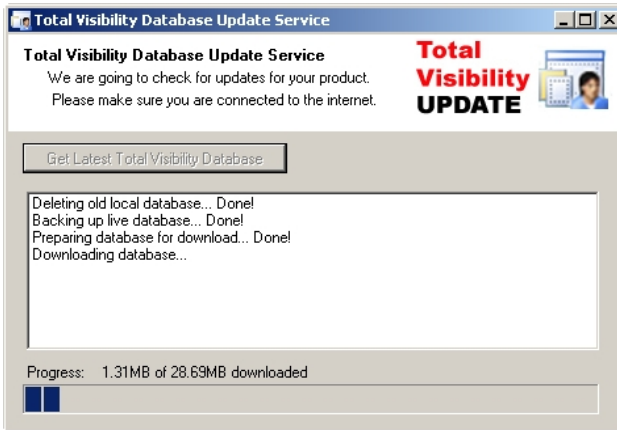 Total Visibility Database Update Service
Total Visibility Database Update Service
We are going to check for updates for your product.
Please make sure you are connected to the internet.
Total
Visibility
UPDATE
Get Latest Total Visibility Database
Deleting old local database... Done!
Backing up live database... Done!
Preparing database for download... Done!
Downloading database...
Progress: 1.31MB of 28.69MB downloaded